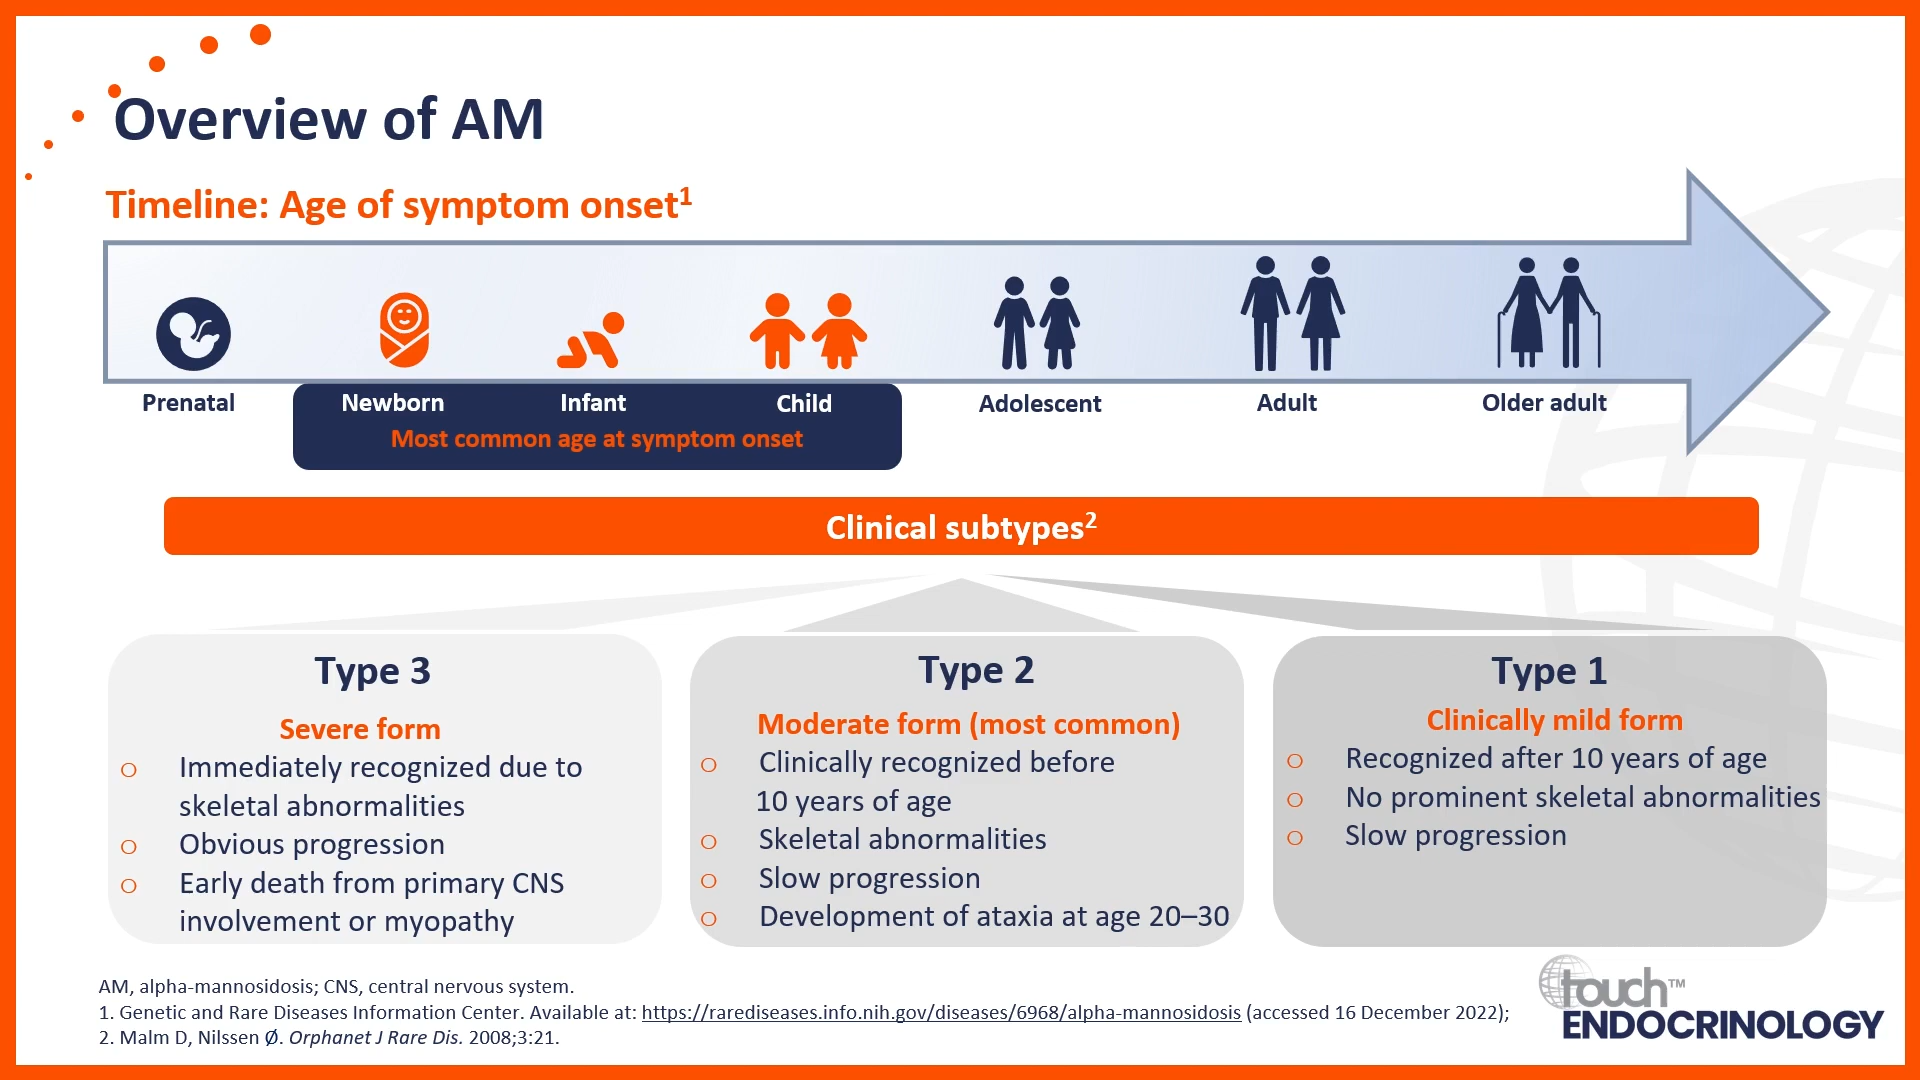 Overview of AM
Timeline: Age of symptom onset1
Prenatal
Newborn
Infant
Child
Adolescent
Adult
Older adult
Most common age at symptom onset
Clinical subtypes2
Type 3
Severe form
o Immediately recognized due to
skeletal abnormalities
o Obvious progression
o Early death from primary CNS
involvement or myopathy
Type 2
Moderate form (most common)
o Clinically recognized before
10 years of age
o Skeletal abnormalities
o Slow progression
o Development of ataxia at age 20–30
Type 1
Clinically mild form
o Recognized after 10 years of age
o No prominent skeletal abnormalities
o Slow progression
AM, alpha-mannosidosis; CNS, central nervous system.
1. Genetic and Rare Diseases Information Center. Available at: https://rarediseases.info.nih.gov/diseases/6968/alpha-mannosidosis (accessed 16 December 2022);
2. Malm D, Nilssen Ø. Orphanet J Rare Dis. 2008;3:21.
touch™
ENDOCRINOLOGY